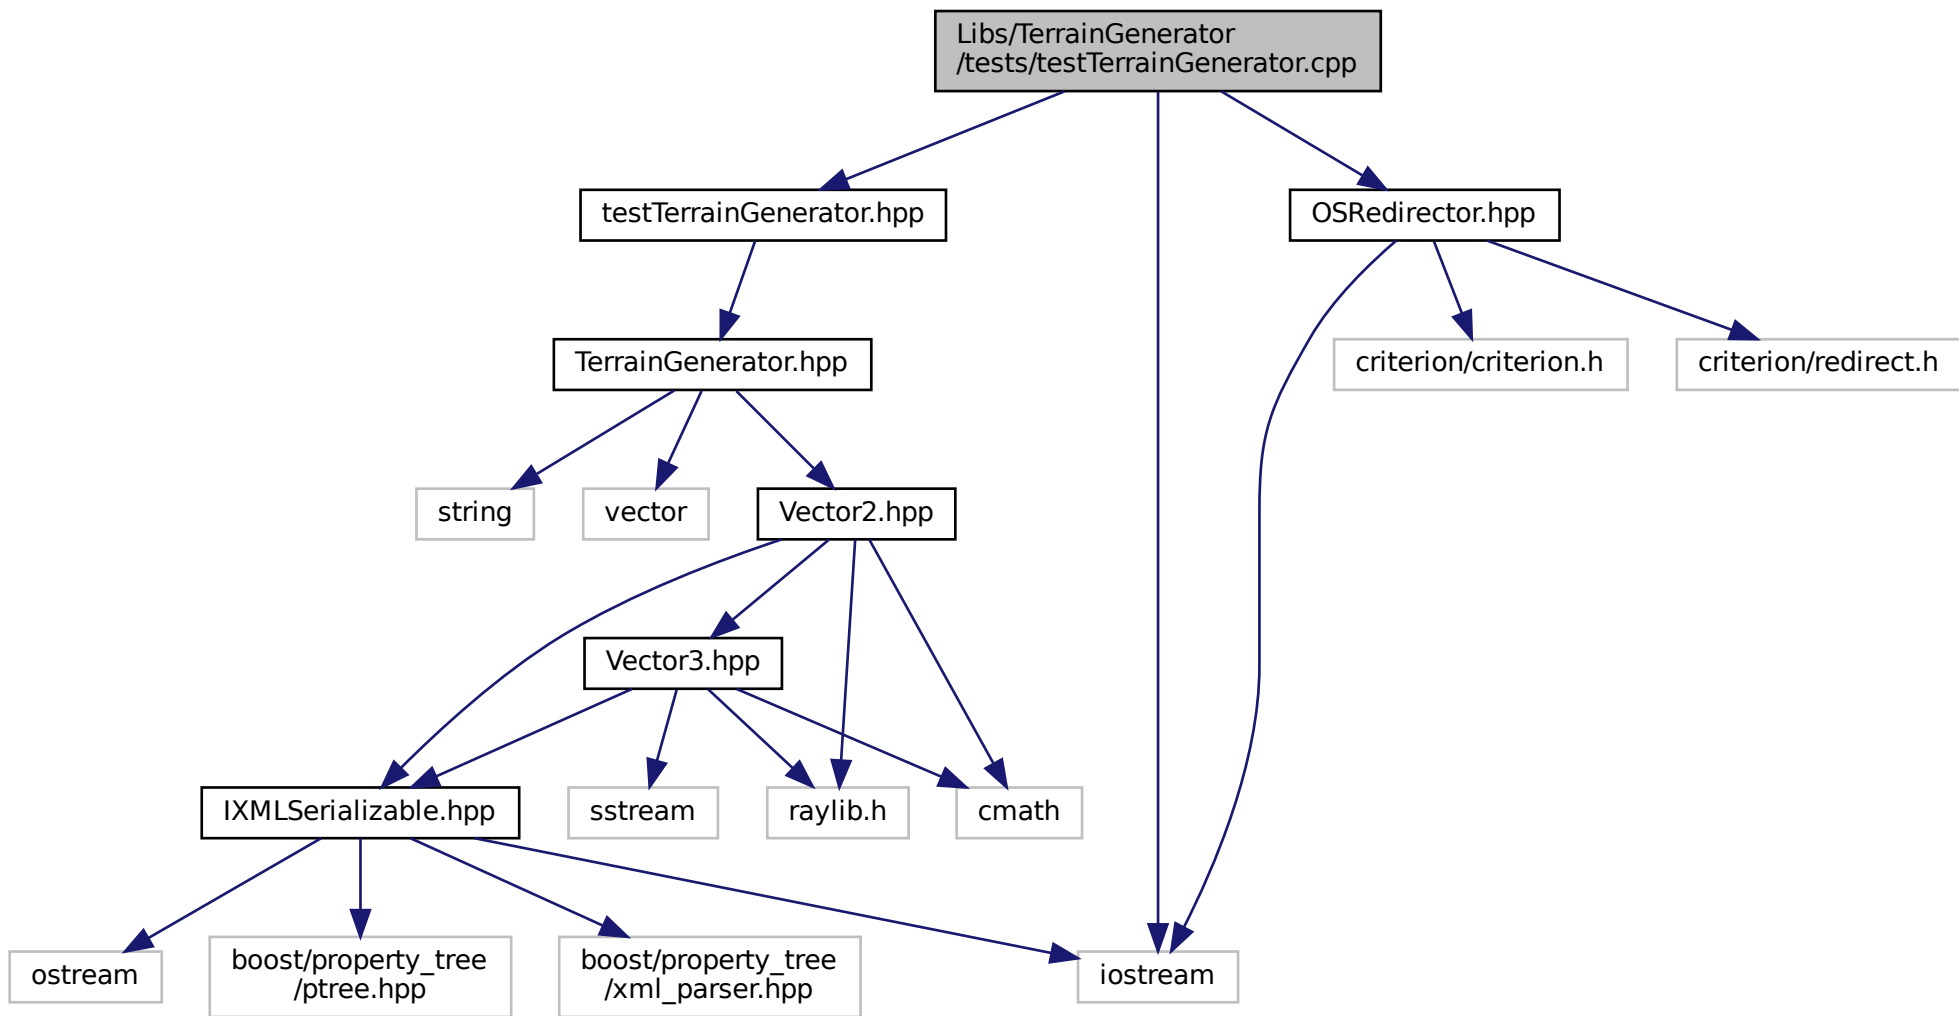 Libs/TerrainGenerator
/tests/testTerrainGenerator.cpp
testTerrainGenerator.hpp
OSRedirector.hpp
TerrainGenerator.hpp
criterion/criterion.h
criterion/redirect.h
string
vector
Vector2.hpp
Vector3.hpp
IXMLSerializable.hpp
sstream
raylib.h
cmath
ostream
boost/property_tree
/ptree.hpp
boost/property_tree
/xml_parser.hpp
iostream